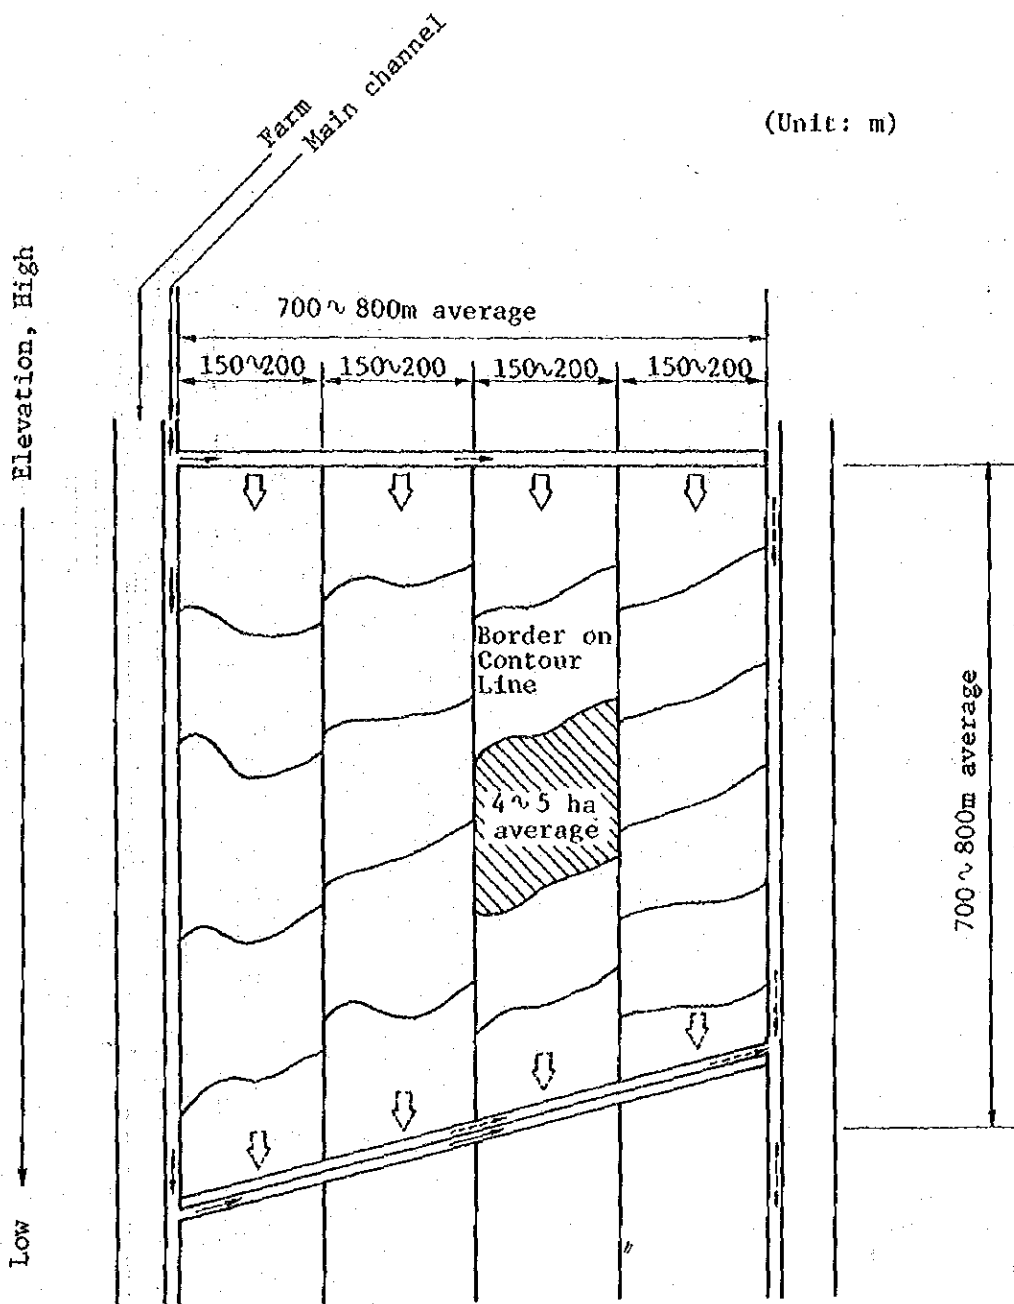 Farm
Main channel
(Unit: m)
Elevation, High
700~800m average
150~200
150~200
150~200
150~200
Border on
Contour
Line
4~5 ha
average
700~800m average
Low
〃